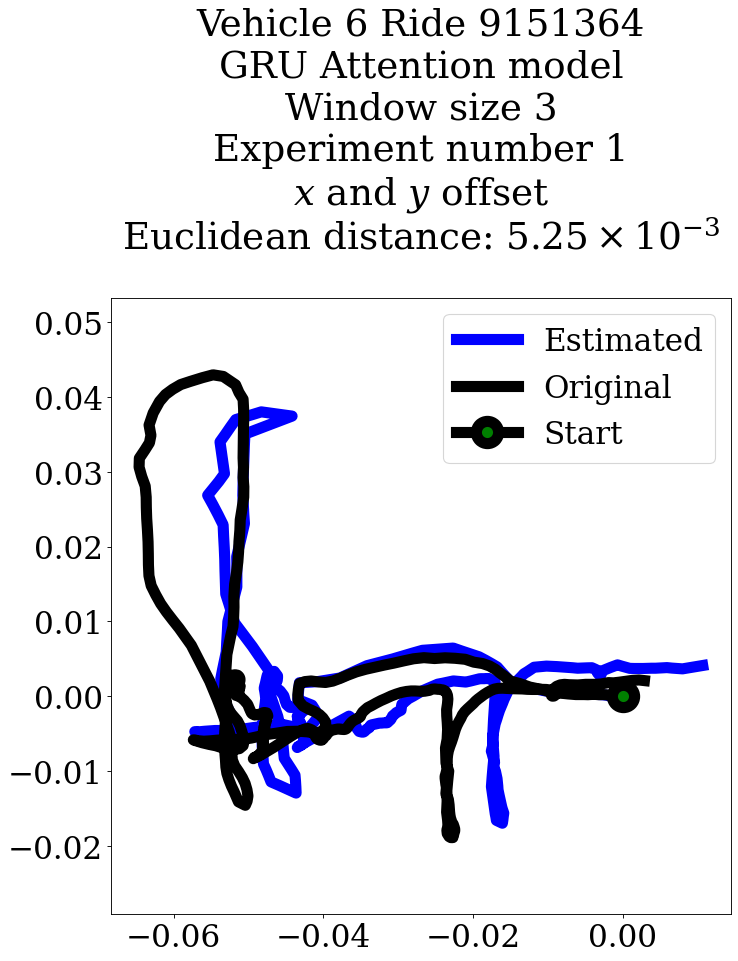 Vehicle 6 Ride 9151364
GRU Attention model
Window size 3
Experiment number 1
x and y offset
Euclidean distance: 5.25 × 10⁻³
Estimated
Original
Start
0.05
0.04
0.03
0.02
0.01
0.00
−0.01
−0.02
−0.06 −0.04 −0.02 0.00